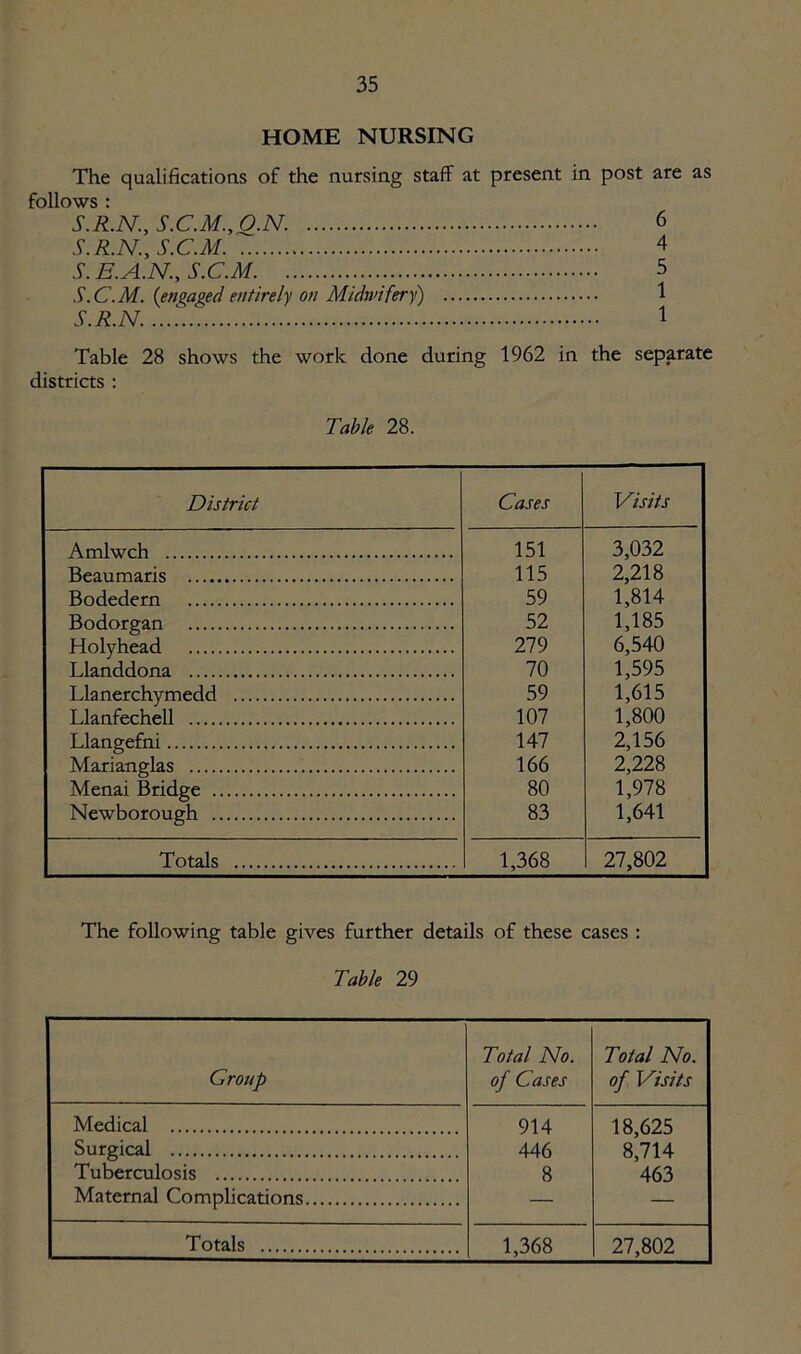 35
HOME NURSING
The qualifications of the nursing staff at present in post are as
follows :
S.R.N., S.C.M.,Q.N. .......... 6
S.R.N., S.C.M. .......... 4
S.E.A.N., S.C.M. .......... 5
S.C.M. (engaged entirely on Midwifery) .......... 1
S.R.N. .......... 1
Table 28 shows the work done during 1962 in the separate
districts :
Table 28.
District Cases Visits
Amlwch .......... 151 3,032
Beaumaris .......... 115 2,218
Bodedern .......... 59 1,814
Bodorgan .......... 52 1,185
Holyhead .......... 279 6,540
Llanddona .......... 70 1,595
Llanerchymedd .......... 59 1,615
Llanfechell .......... 107 1,800
Llangefni .......... 147 2,156
Marianglas .......... 166 2,228
Menai Bridge .......... 80 1,978
Newborough .......... 83 1,641
Totals .......... 1,368 27,802
The following table gives further details of these cases :
Table 29
Group Total No. of Cases Total No. of Visits
Medical .......... 914 18,625
Surgical .......... 446 8,714
Tuberculosis .......... 8 463
Maternal Complications .......... — —
Totals .......... 1,368 27,802